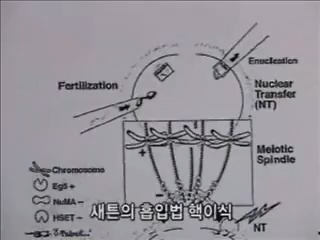 Enucleation
Fertilization
Nuclear
Transfer
(NT)
Meiotic
Spindle
+
-
Chromosome
Eg5 +
NuMA -
HSET -
NT
새튼의 흡입법 핵이식